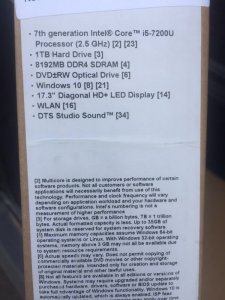 - 7th generation Intel® Core™ i5-7200U
Processor (2.5 GHz) [2] [23]
- 1TB Hard Drive [3]
- 8192MB DDR4 SDRAM [4]
- DVD±RW Optical Drive [6]
- Windows 10 [8] [21]
- 17.3" Diagonal HD+ LED Display [14]
- WLAN [16]
- DTS Studio Sound™ [34]
[2] Multicore is designed to improve performance of certain
software products. Not all customers or software
applications will necessarily benefit from use of this
technology. Performance and clock frequency will vary
depending on application workload and your hardware and
software configurations. Intel's numbering is not a
measurement of higher performance
[3] For storage drives, GB = billion bytes, TB = 1 trillion
bytes. Actual formatted capacity is less. Up to 35GB of
system disk is reserved for system recovery software.
Maximum memory capacities assume Windows 64-bit
operating systems or Linux. With Windows 32-bit operating
systems, memory above 3 GB may not all be available due
to system resource requirements.
[6] Actual speeds may vary. Does not permit copying of
commercially available DVD movies or other copyright
protected materials. Intended only for creation and storage
of original material and other lawful uses.
[8] Not all features are available in all editions or versions of
Windows. Systems may require upgraded and/or separately
purchased hardware, drivers, software or BIOS update to
take full advantage of Windows functionality. Windows 10
is automatically updated, which is always enabled. ISP fees